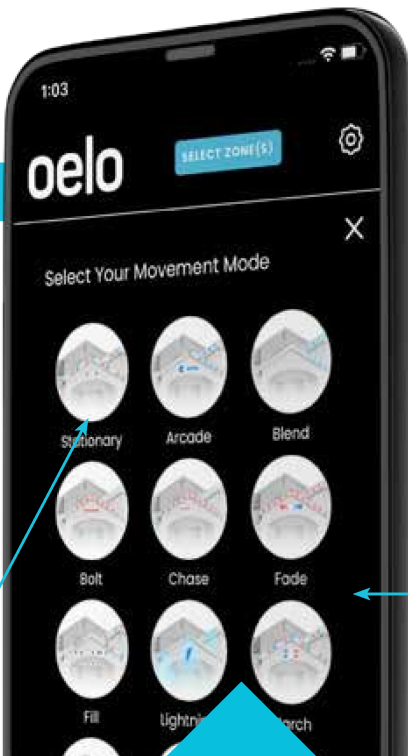 1:03
oelo
SELECT ZONE(S)
Select Your Movement Mode
Stationary Arcade Blend
Bolt Chase Fade
Fill